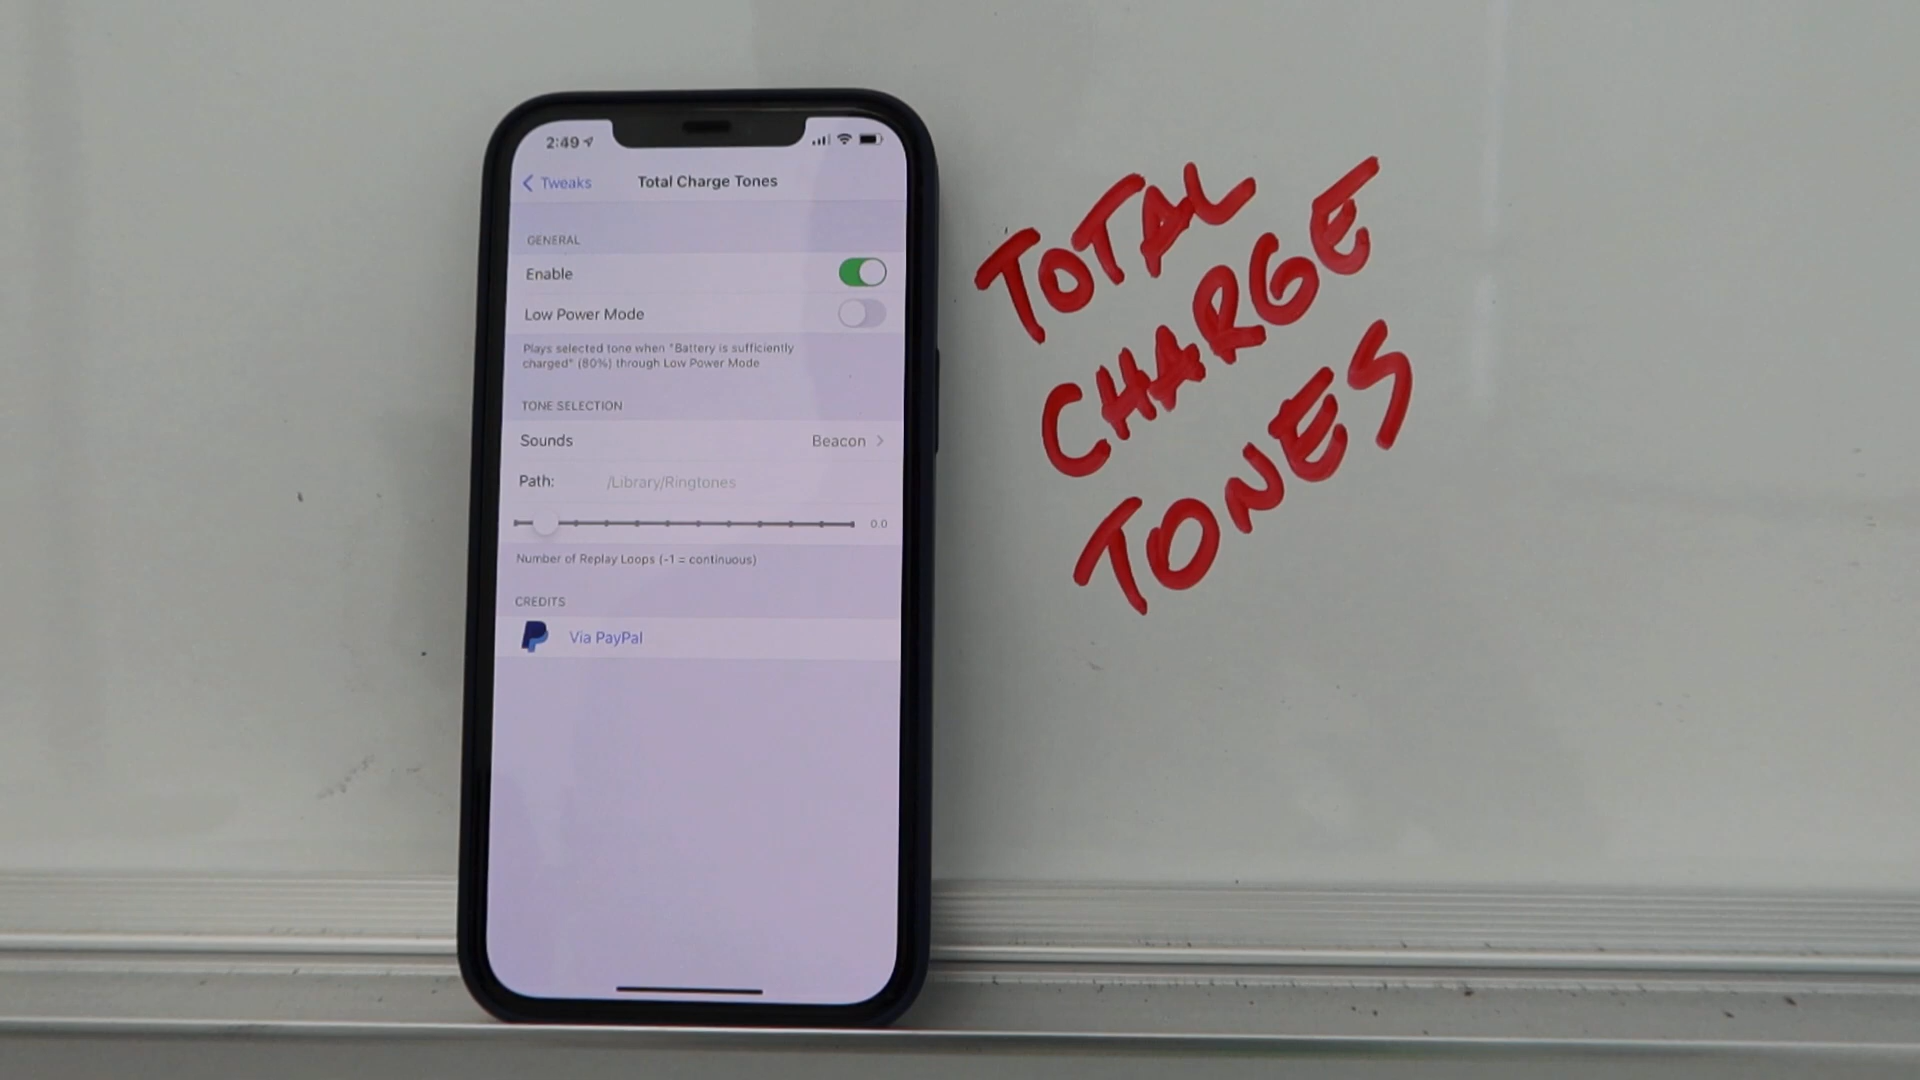 2:49
Tweaks
Total Charge Tones
GENERAL
Enable
Low Power Mode
Plays selected tone when "Battery is sufficiently
charged" (80%) through Low Power Mode
TONE SELECTION
Sounds Beacon
Path: /Library/Ringtones
0.0
Number of Replay Loops (-1 = continuous)
CREDITS
Via PayPal
TOTAL
CHARGE
TONES